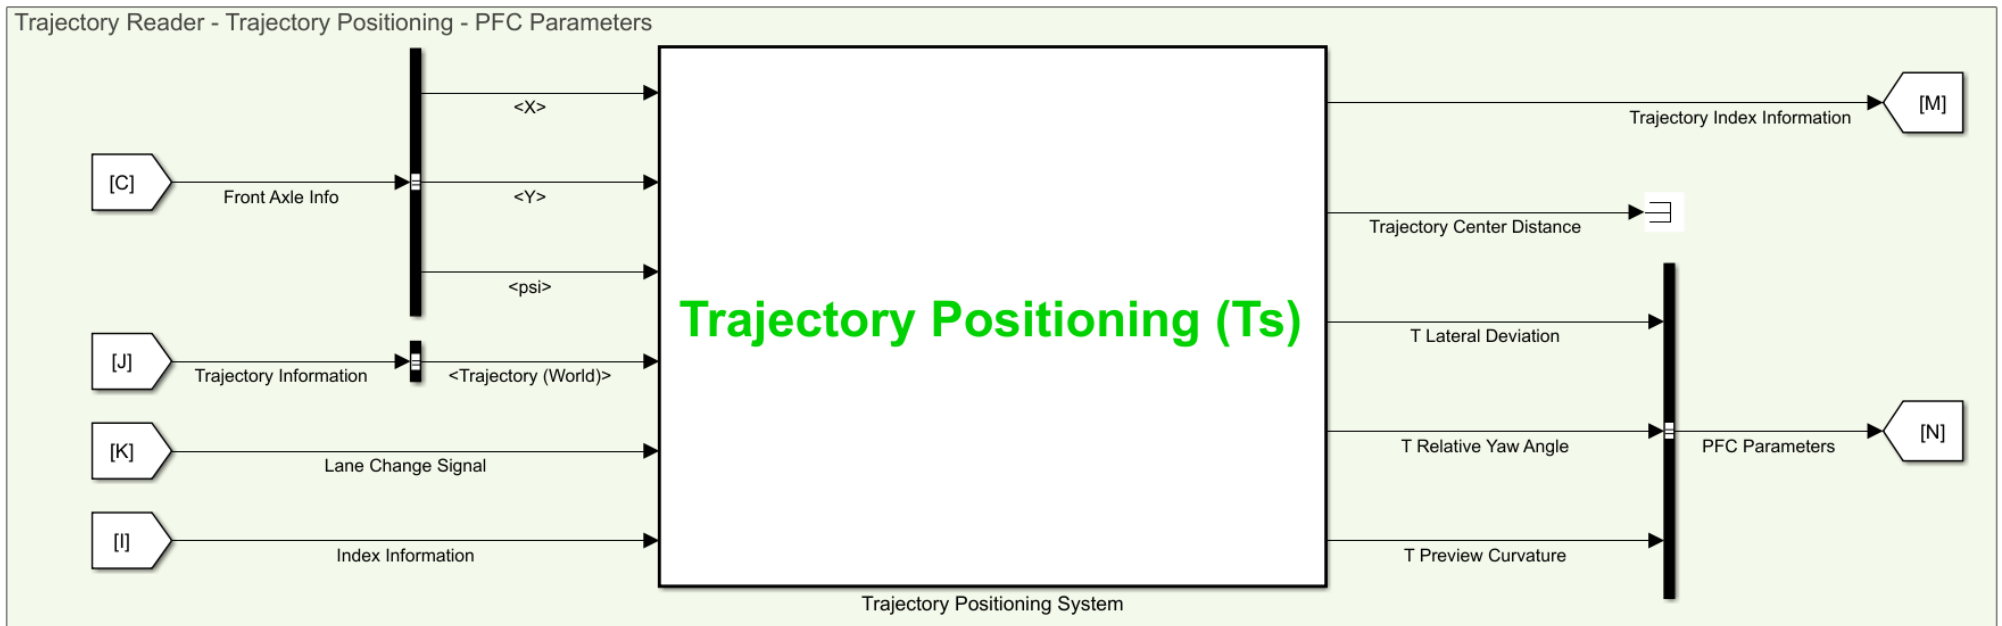 Trajectory Reader - Trajectory Positioning - PFC Parameters
<X>
[M]
Trajectory Index Information
[C]
Front Axle Info
<Y>
Trajectory Center Distance
<psi>
Trajectory Positioning (Ts)
T Lateral Deviation
[J]
Trajectory Information
<Trajectory (World)>
[K]
Lane Change Signal
T Relative Yaw Angle
PFC Parameters
[N]
[I]
Index Information
T Preview Curvature
Trajectory Positioning System